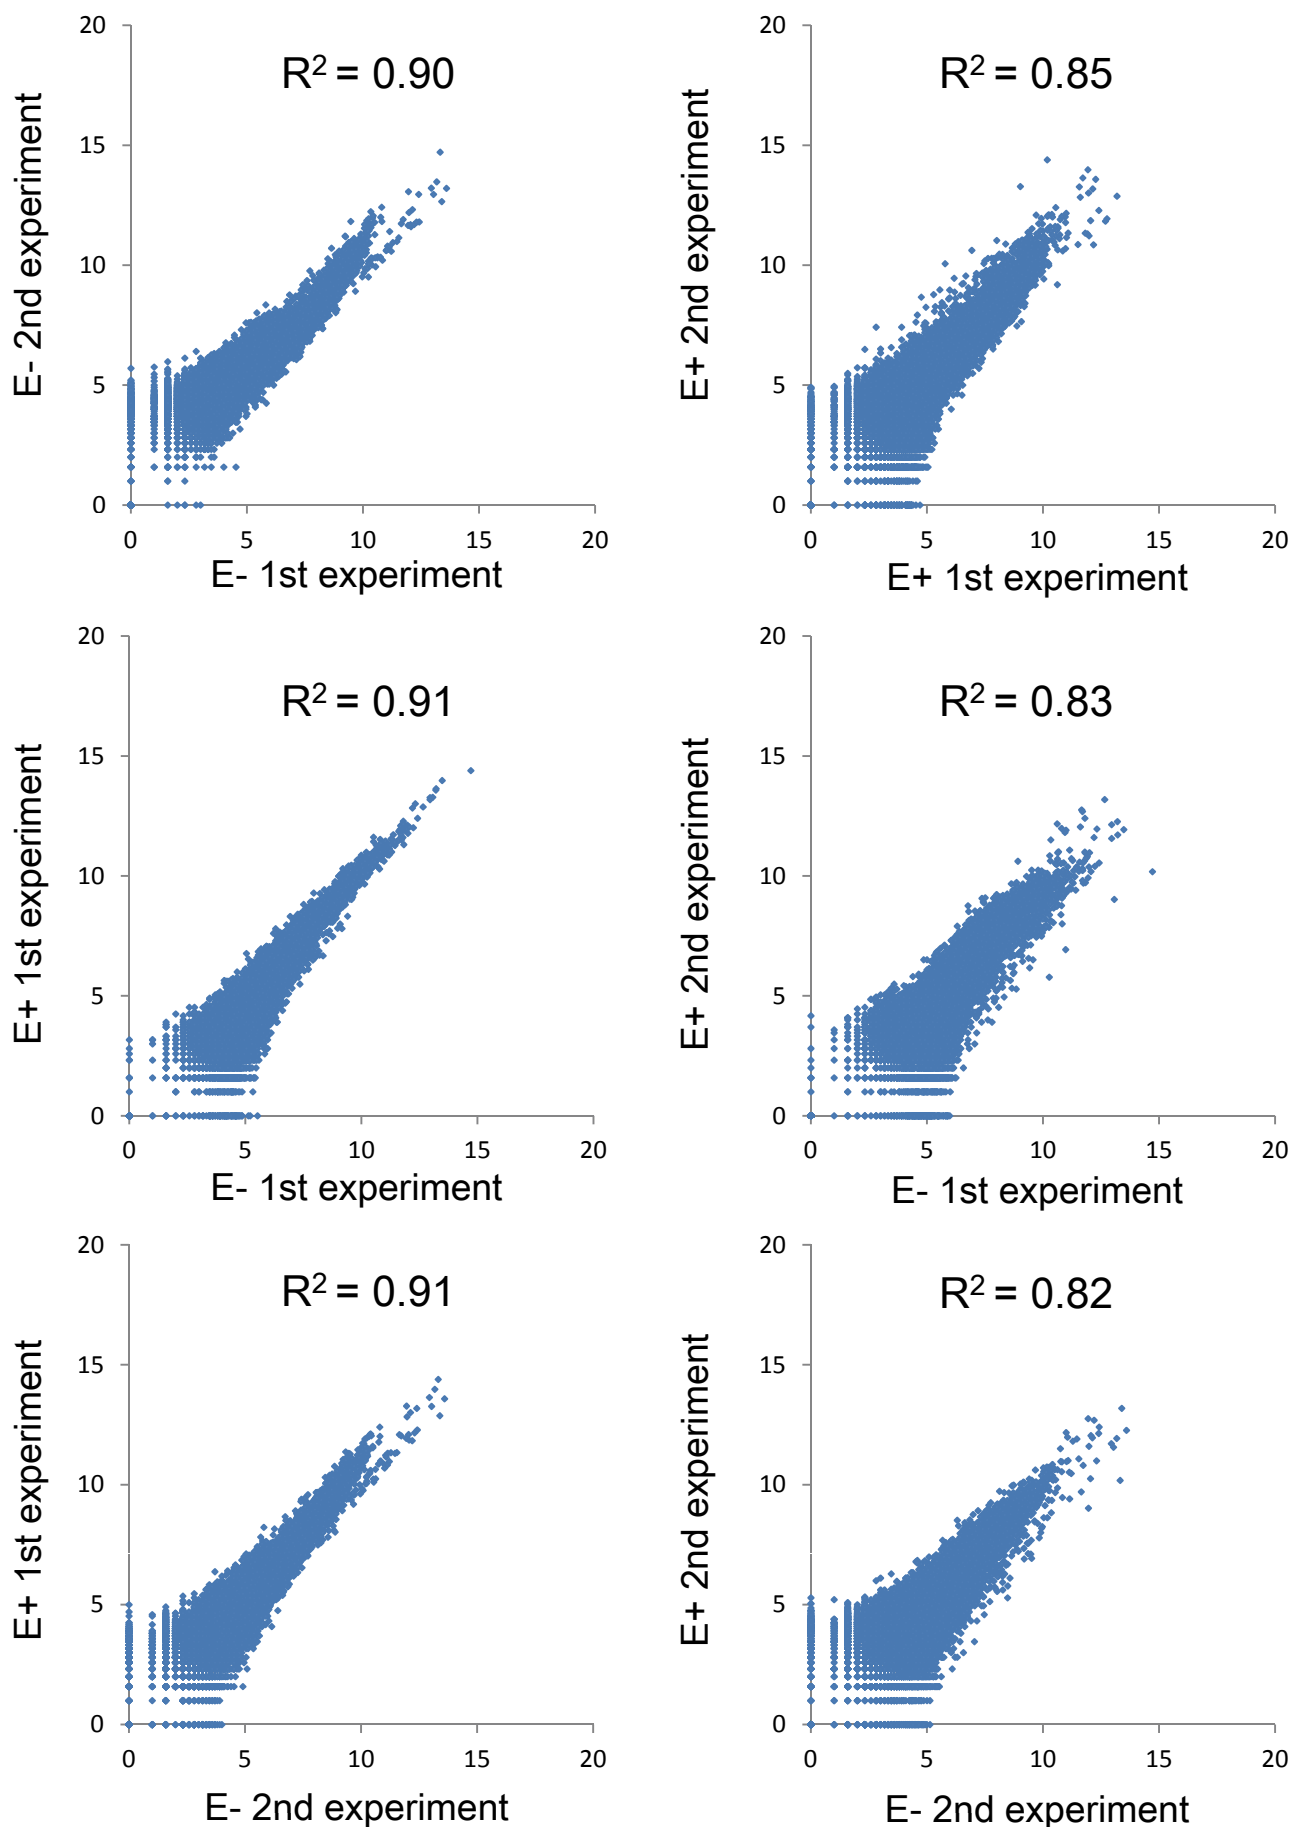 R² = 0.90
E- 2nd experiment
20
15
10
5
0
0 5 10 15 20
E- 1st experiment
R² = 0.85
E+ 2nd experiment
20
15
10
5
0
0 5 10 15 20
E+ 1st experiment
R² = 0.91
E+ 1st experiment
20
15
10
5
0
0 5 10 15 20
E- 1st experiment
R² = 0.83
E+ 2nd experiment
20
15
10
5
0
0 5 10 15 20
E- 1st experiment
R² = 0.91
E+ 1st experiment
20
15
10
5
0
0 5 10 15 20
E- 2nd experiment
R² = 0.82
E+ 2nd experiment
20
15
10
5
0
0 5 10 15 20
E- 2nd experiment